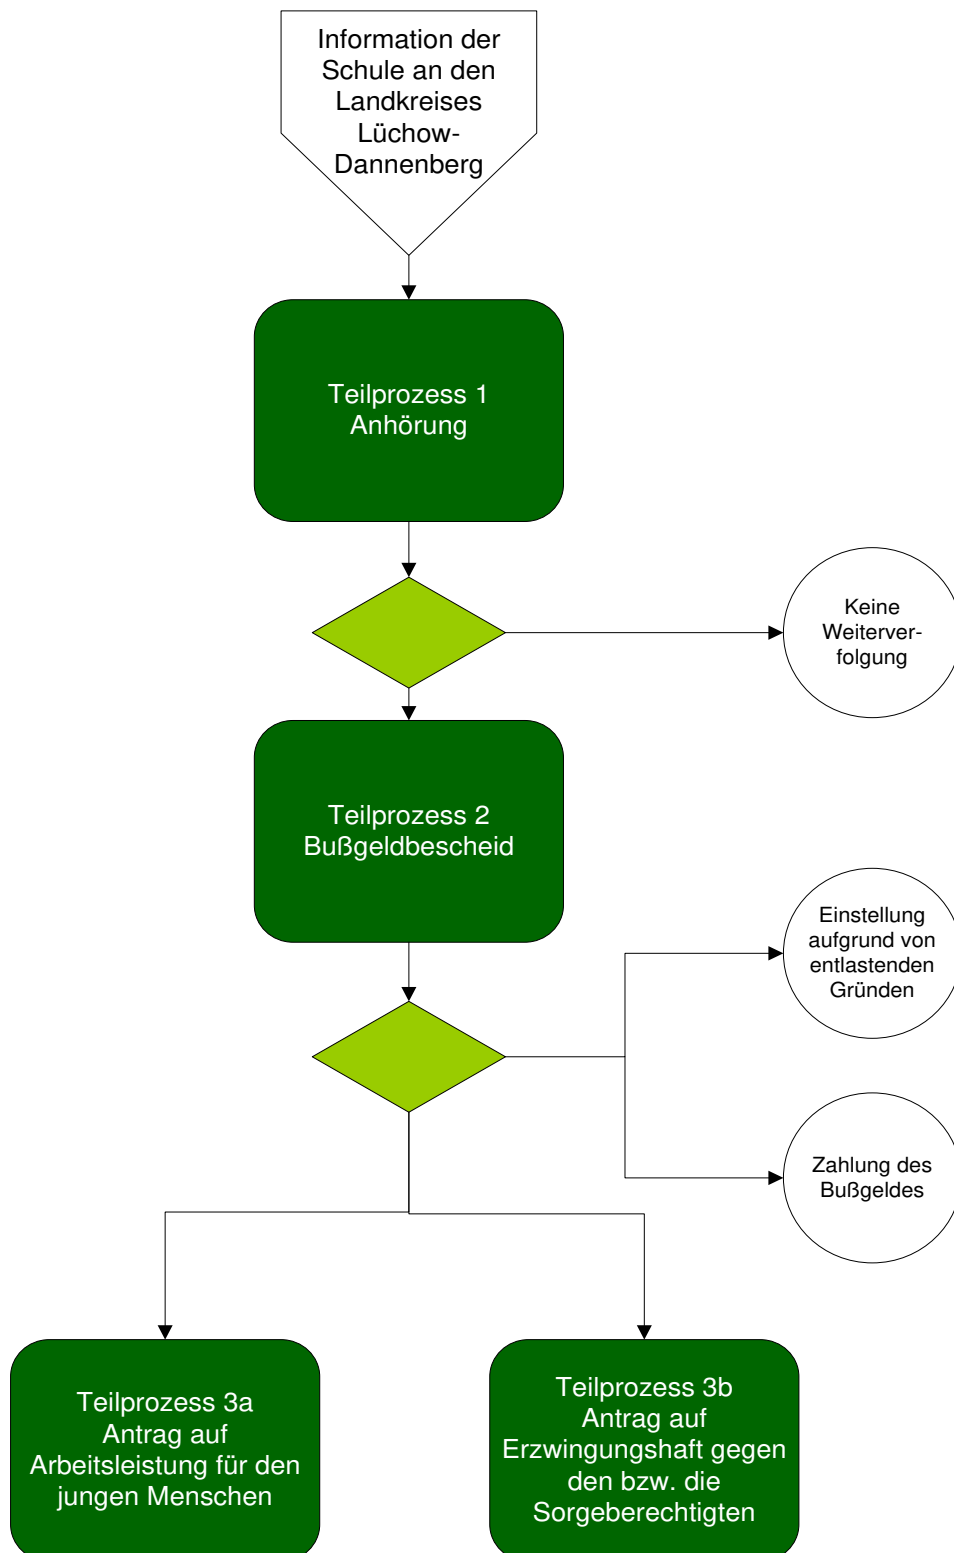 Information der
Schule an den
Landkreises
Lüchow-
Dannenberg
Teilprozess 1
Anhörung
Keine
Weiterver-
folgung
Teilprozess 2
Bußgeldbescheid
Einstellung
aufgrund von
entlastenden
Gründen
Zahlung des
Bußgeldes
Teilprozess 3a
Antrag auf
Arbeitsleistung für den
jungen Menschen
Teilprozess 3b
Antrag auf
Erzwingungshaft gegen
den bzw. die
Sorgeberechtigten